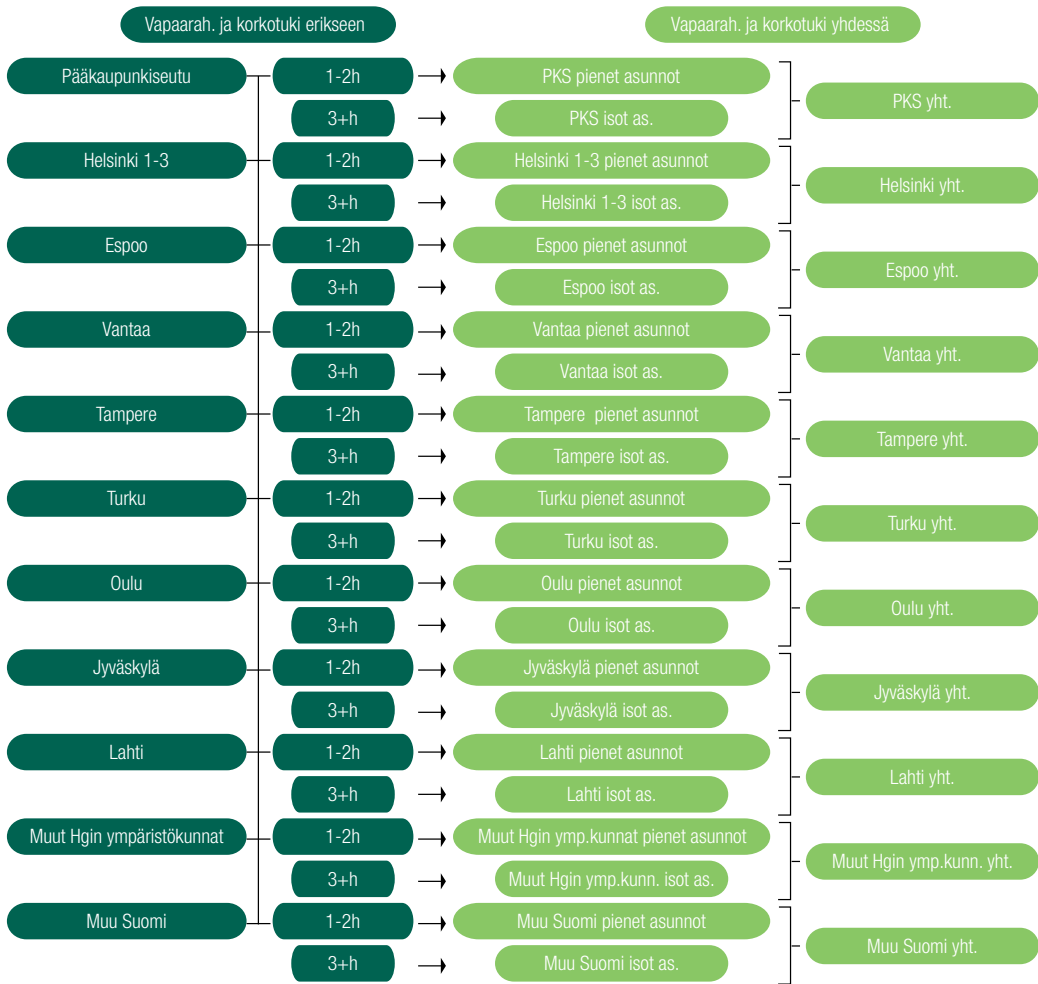 Vapaarah. ja korkotuki erikseen
Vapaarah. ja korkotuki yhdessä
Pääkaupunkiseutu
1-2h
PKS pienet asunnot
3+h
PKS isot as.
PKS yht.
Helsinki 1-3
1-2h
Helsinki 1-3 pienet asunnot
3+h
Helsinki 1-3 isot as.
Helsinki yht.
Espoo
1-2h
Espoo pienet asunnot
3+h
Espoo isot as.
Espoo yht.
Vantaa
1-2h
Vantaa pienet asunnot
3+h
Vantaa isot as.
Vantaa yht.
Tampere
1-2h
Tampere pienet asunnot
3+h
Tampere isot as.
Tampere yht.
Turku
1-2h
Turku pienet asunnot
3+h
Turku isot as.
Turku yht.
Oulu
1-2h
Oulu pienet asunnot
3+h
Oulu isot as.
Oulu yht.
Jyväskylä
1-2h
Jyväskylä pienet asunnot
3+h
Jyväskylä isot as.
Jyväskylä yht.
Lahti
1-2h
Lahti pienet asunnot
3+h
Lahti isot as.
Lahti yht.
Muut Hgin ympäristökunnat
1-2h
Muut Hgin ymp.kunnat pienet asunnot
3+h
Muut Hgin ymp.kunn. isot as.
Muut Hgin ymp.kunn. yht.
Muu Suomi
1-2h
Muu Suomi pienet asunnot
3+h
Muu Suomi isot as.
Muu Suomi yht.